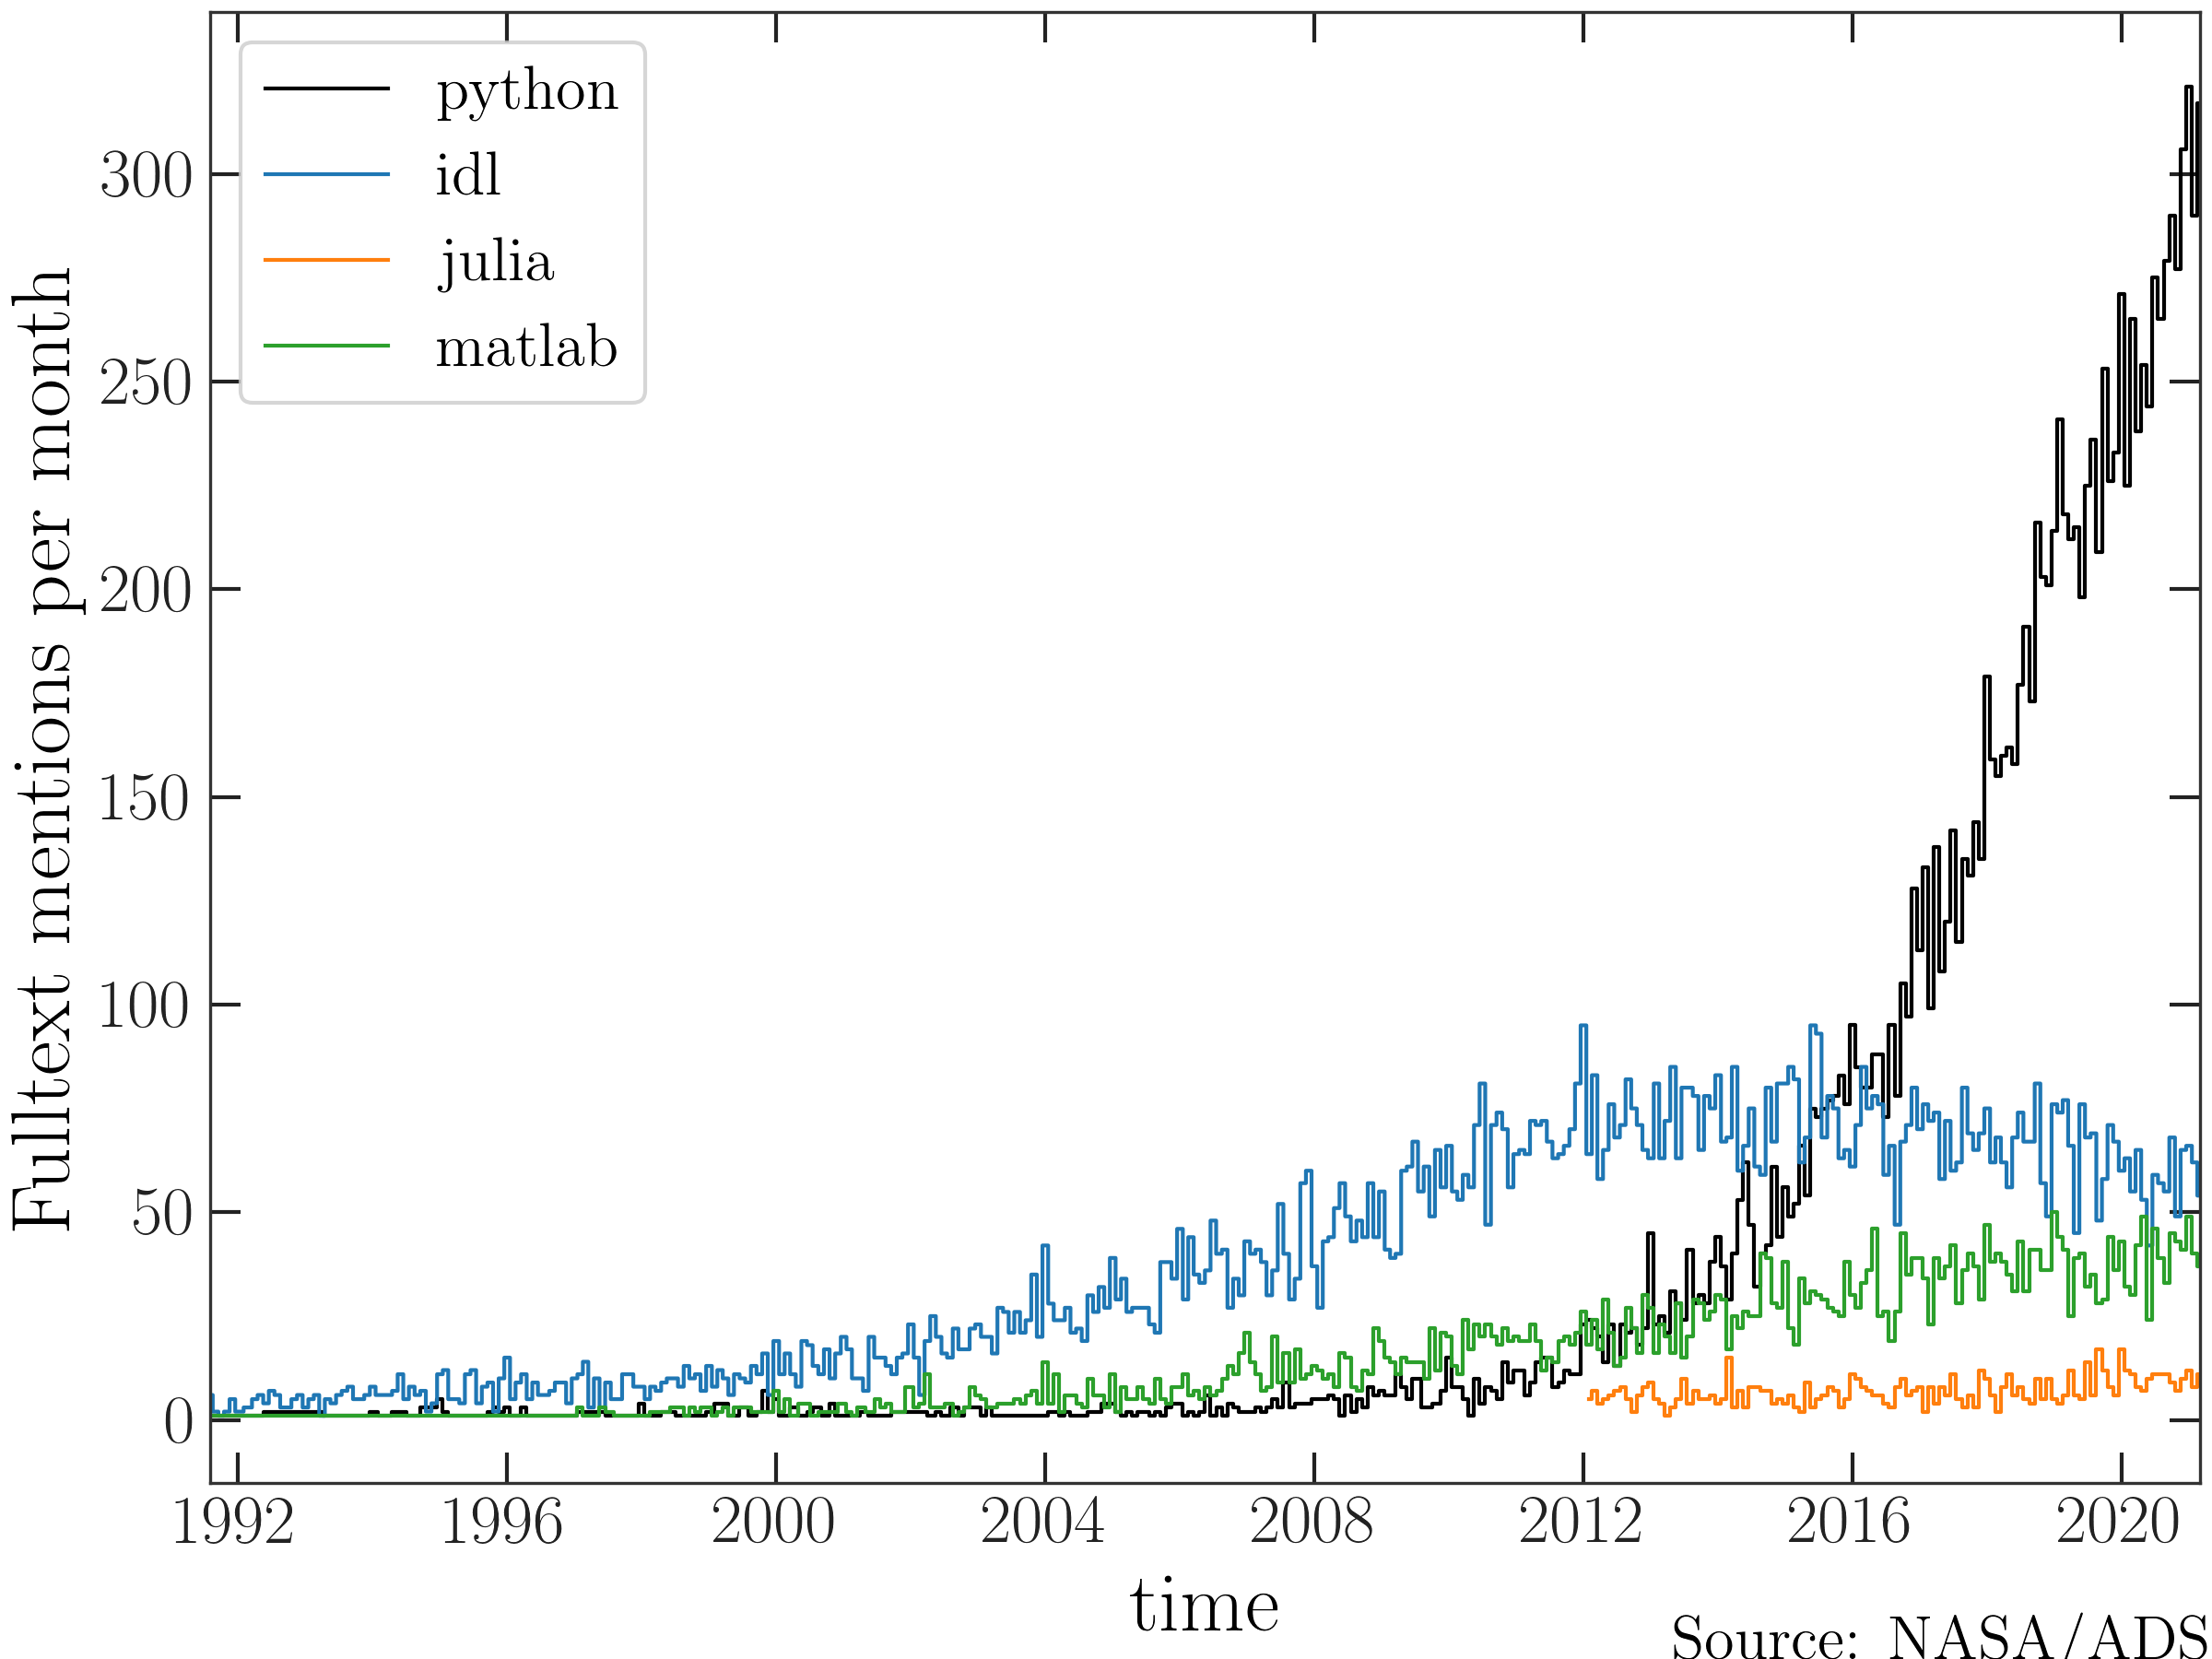 python
idl
julia
matlab
Fulltext mentions per month
300
250
200
150
100
50
0
1992 1996 2000 2004 2008 2012 2016 2020
time
Source: NASA/ADS